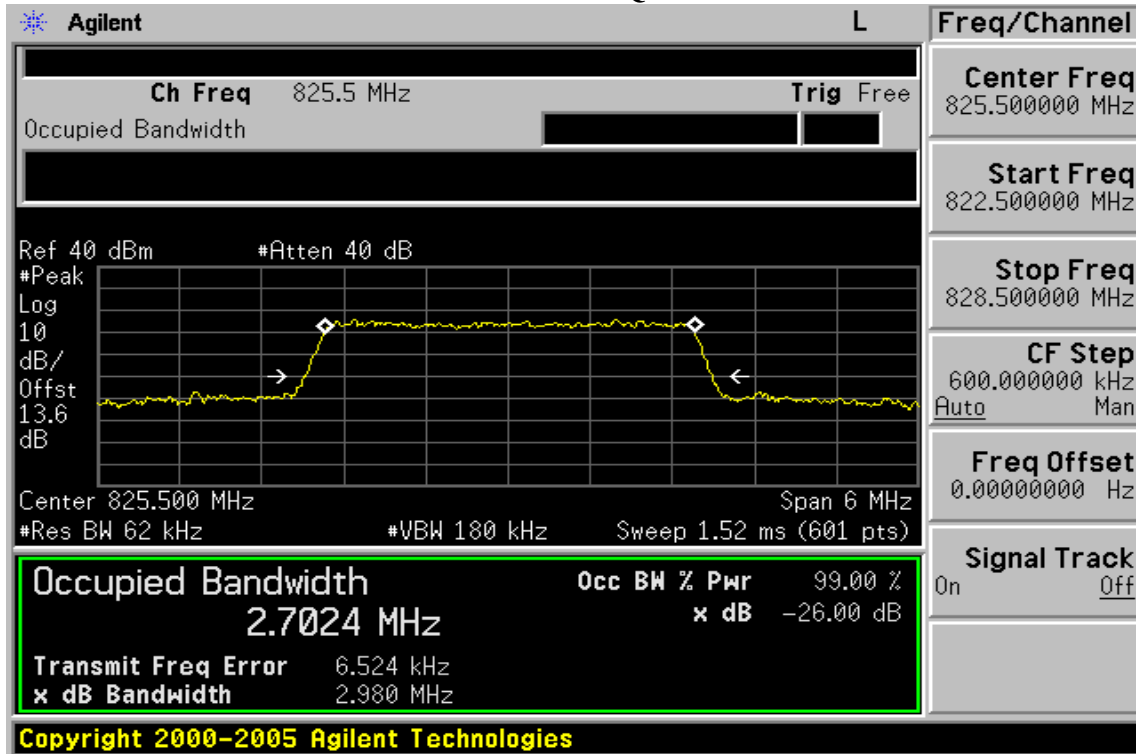 Agilent L Freq/Channel
Ch Freq 825.5 MHz Trig Free
Occupied Bandwidth
Center Freq
825.500000 MHz
Start Freq
822.500000 MHz
Stop Freq
828.500000 MHz
CF Step
600.000000 kHz
Auto Man
Freq Offset
0.00000000 Hz
Signal Track
On Off
Ref 40 dBm #Atten 40 dB
#Peak
Log
10
dB/
Offst
13.6
dB
Center 825.500 MHz Span 6 MHz
#Res BW 62 kHz #VBW 180 kHz Sweep 1.52 ms (601 pts)
Occupied Bandwidth Occ BW % Pwr 99.00 %
2.7024 MHz x dB -26.00 dB
Transmit Freq Error 6.524 kHz
x dB Bandwidth 2.980 MHz
Copyright 2000-2005 Agilent Technologies